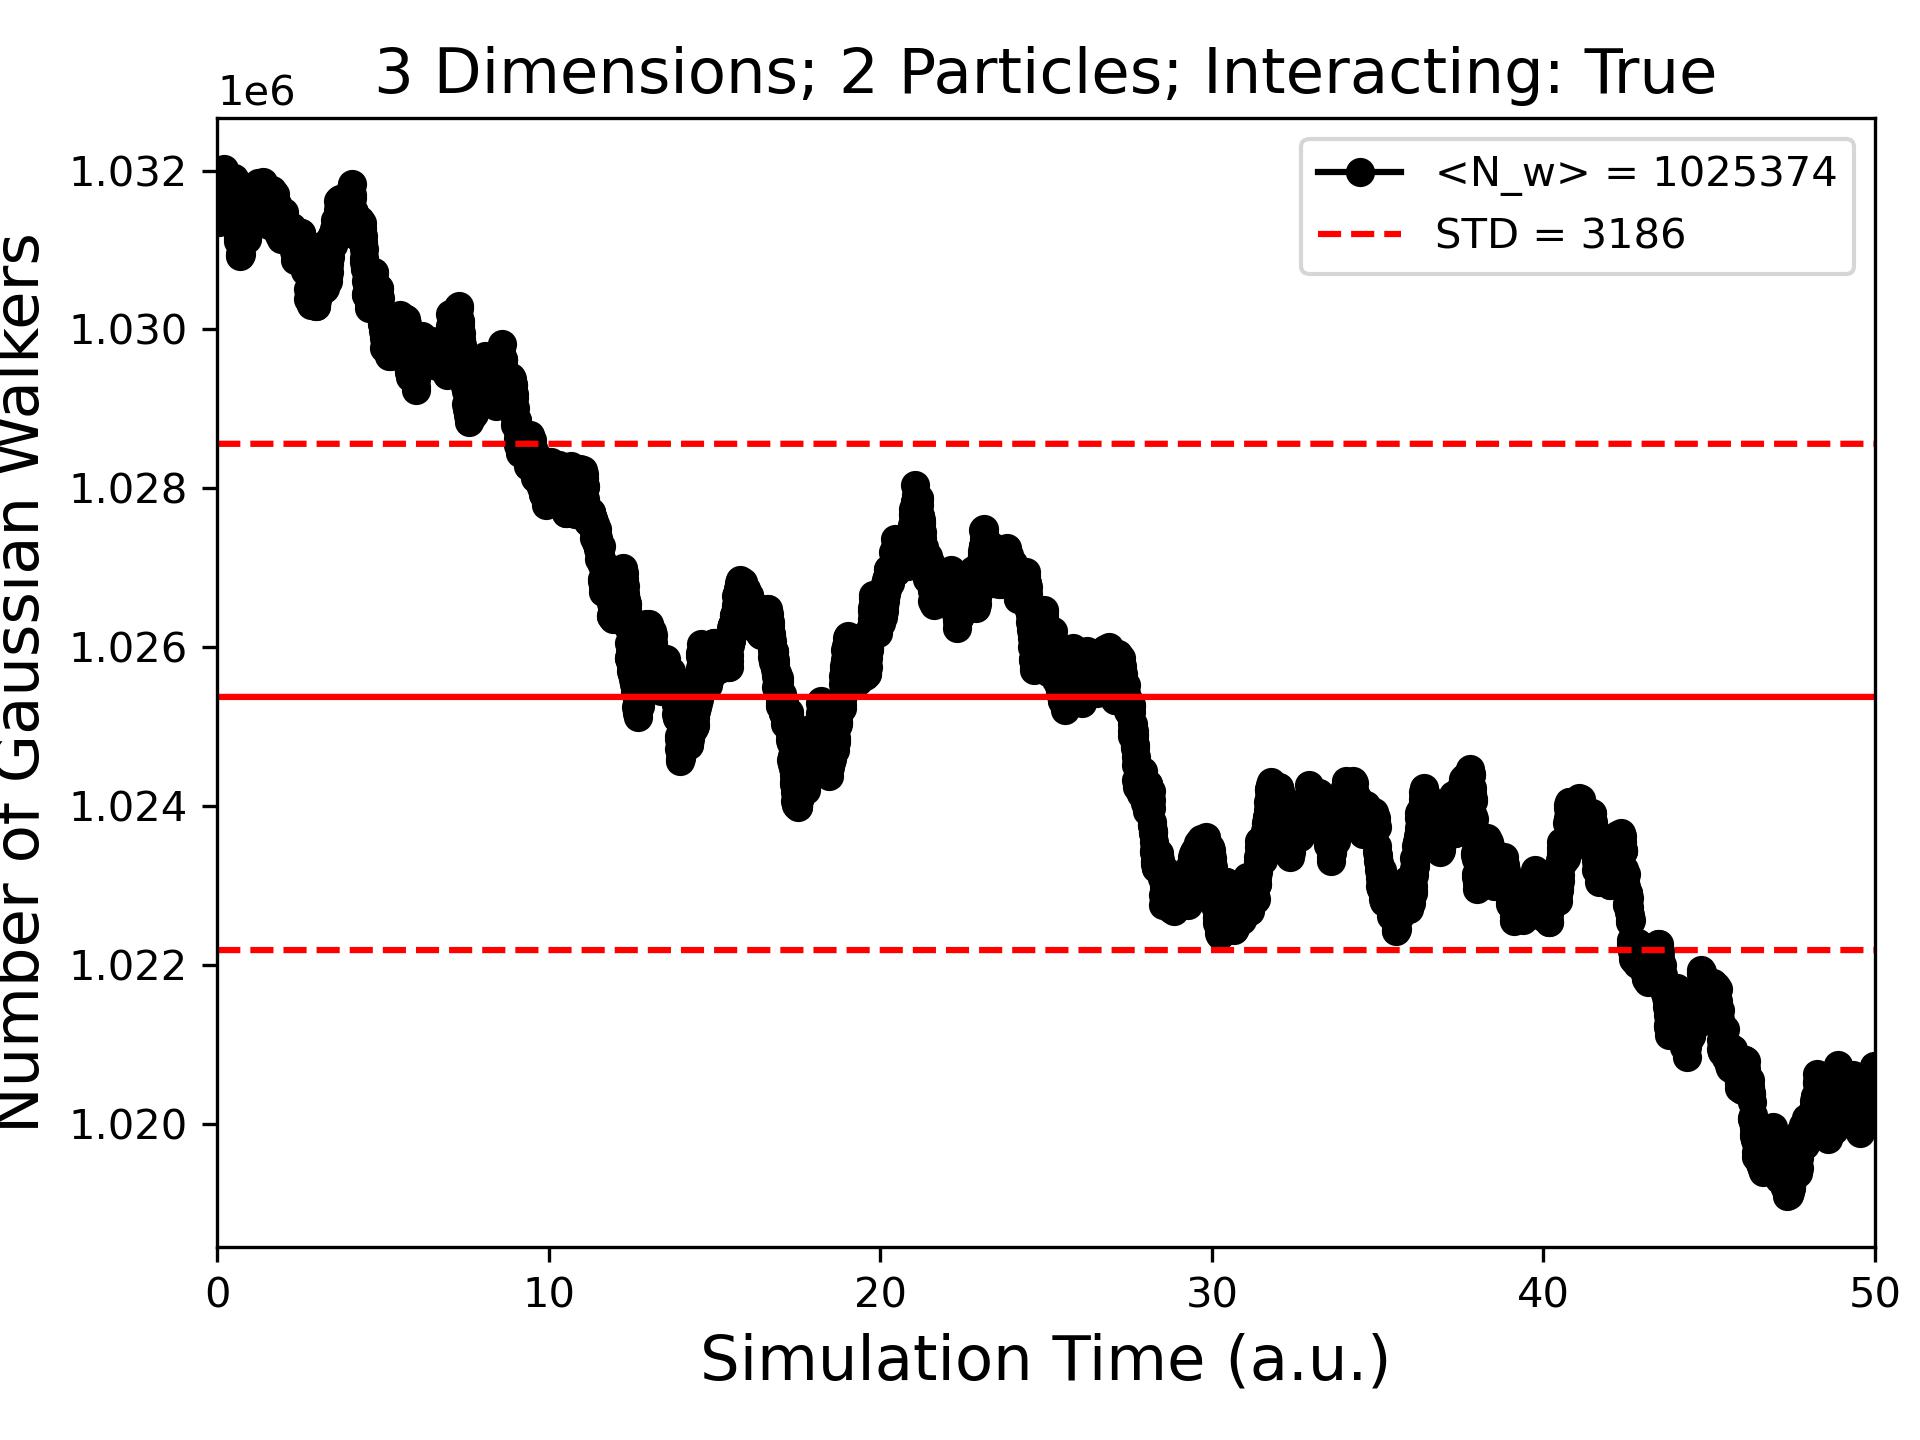 3 Dimensions; 2 Particles; Interacting: True
1e6
<N_w> = 1025374
STD = 3186
Number of Gaussian Walkers
1.032
1.030
1.028
1.026
1.024
1.022
1.020
0 10 20 30 40 50
Simulation Time (a.u.)